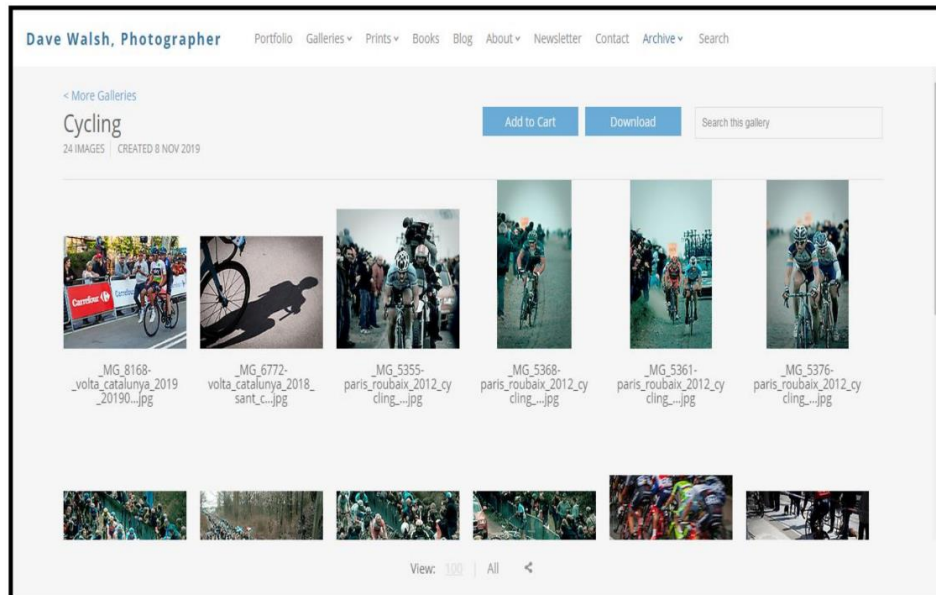 Dave Walsh, Photographer Portfolio Galleries Prints Books Blog About Newsletter Contact Archive Search
< More Galleries
Cycling
24 IMAGES | CREATED 8 NOV 2019
Add to Cart Download Search this gallery
Carrefour
_MG_8168-
_volta_catalunya_2019
_20190...jpg
_MG_6772-
volta_catalunya_2018_
sant_c...jpg
_MG_5355-
paris_roubaix_2012_cy
cling_...jpg
_MG_5368-
paris_roubaix_2012_cy
cling_...jpg
_MG_5361-
paris_roubaix_2012_cy
cling_...jpg
_MG_5376-
paris_roubaix_2012_cy
cling_...jpg
View: 100 | All